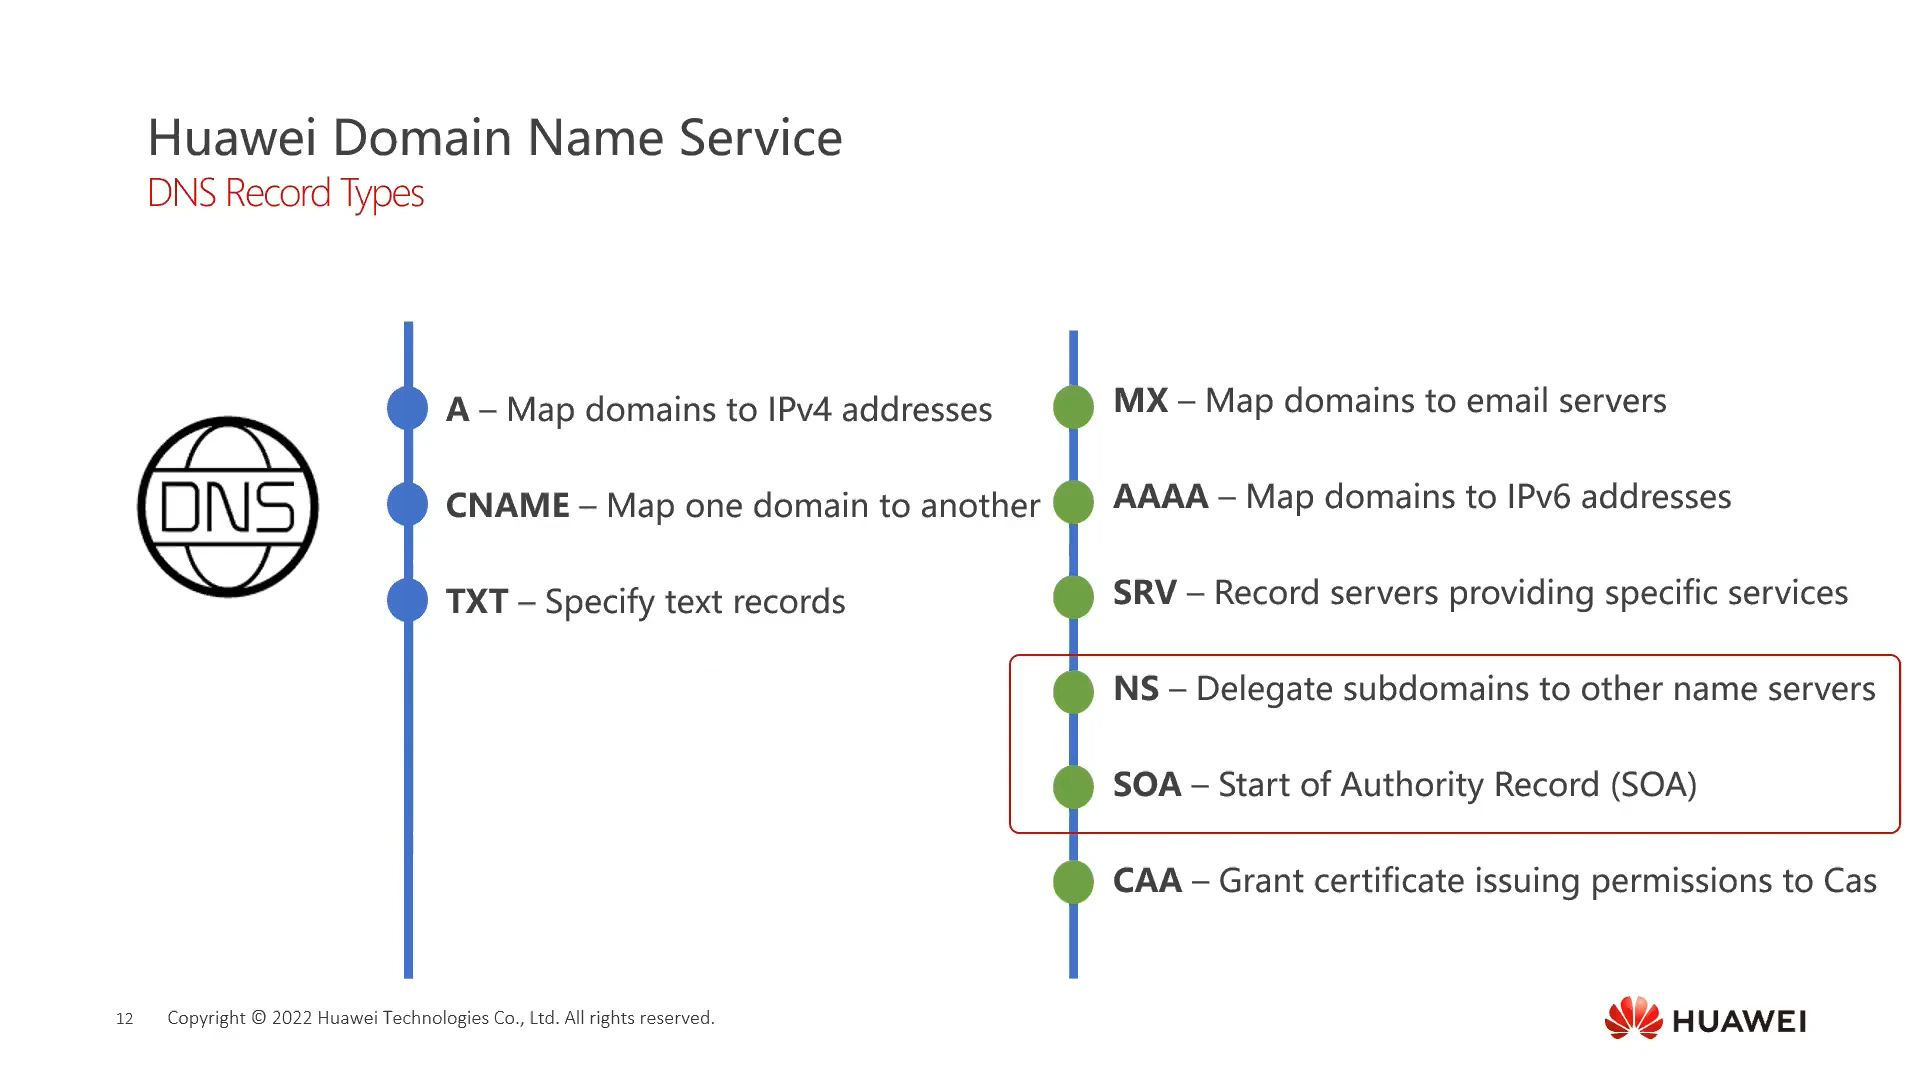 Huawei Domain Name Service
DNS Record Types
DNS
A – Map domains to IPv4 addresses
CNAME – Map one domain to another
TXT – Specify text records
MX – Map domains to email servers
AAAA – Map domains to IPv6 addresses
SRV – Record servers providing specific services
NS – Delegate subdomains to other name servers
SOA – Start of Authority Record (SOA)
CAA – Grant certificate issuing permissions to Cas
12 Copyright © 2022 Huawei Technologies Co., Ltd. All rights reserved.
HUAWEI